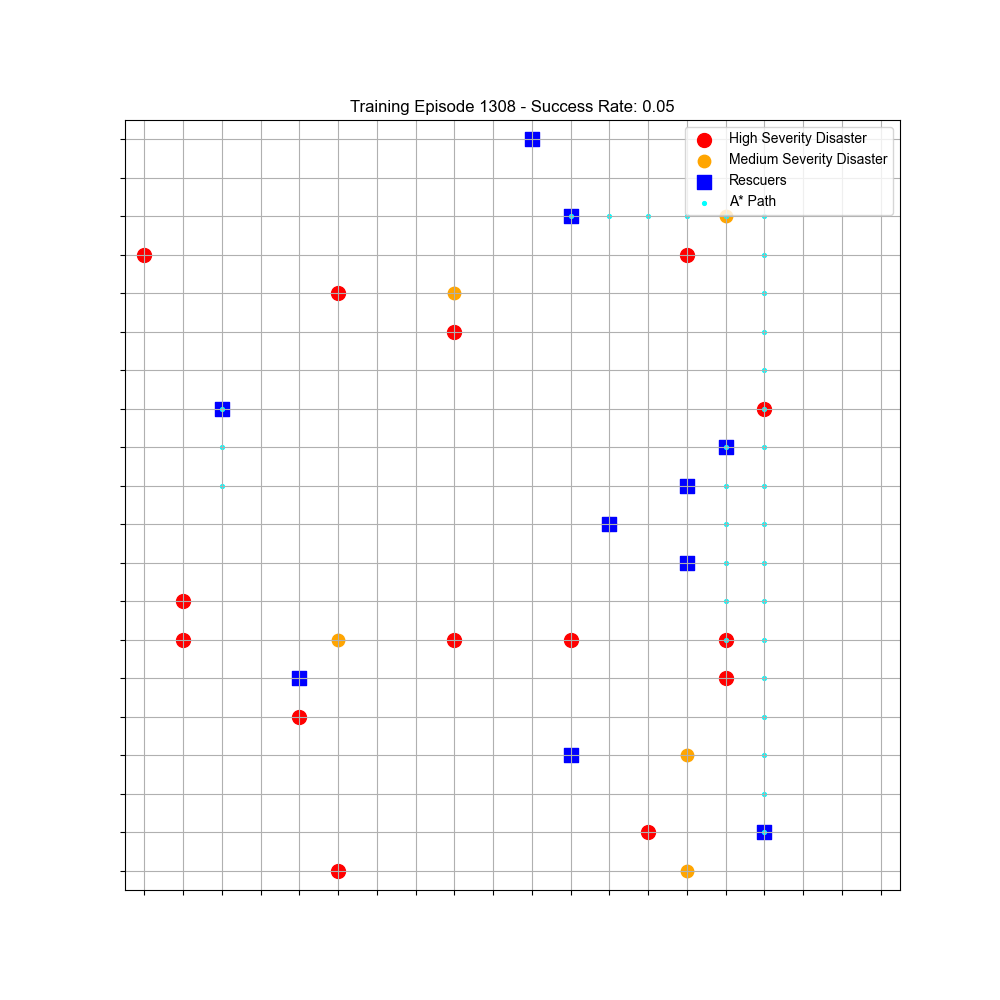 Training Episode 1308 - Success Rate: 0.05
High Severity Disaster
Medium Severity Disaster
Rescuers
A* Path